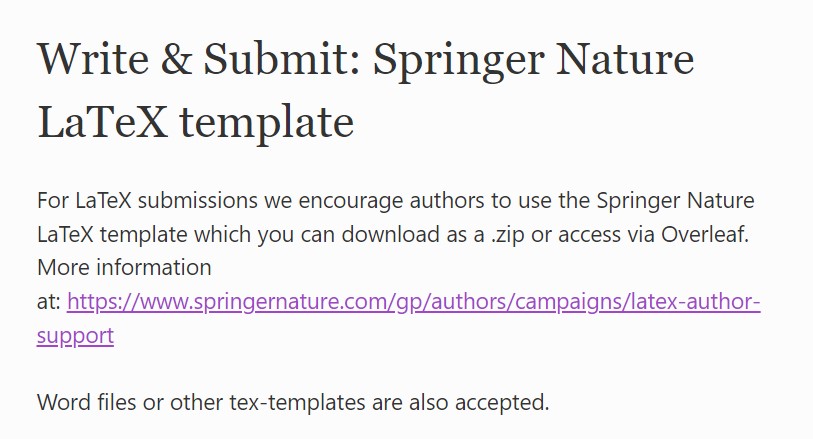 Write & Submit: Springer Nature
LaTeX template
For LaTeX submissions we encourage authors to use the Springer Nature
LaTeX template which you can download as a .zip or access via Overleaf.
More information
at: https://www.springernature.com/gp/authors/campaigns/latex-author-
support
Word files or other tex-templates are also accepted.